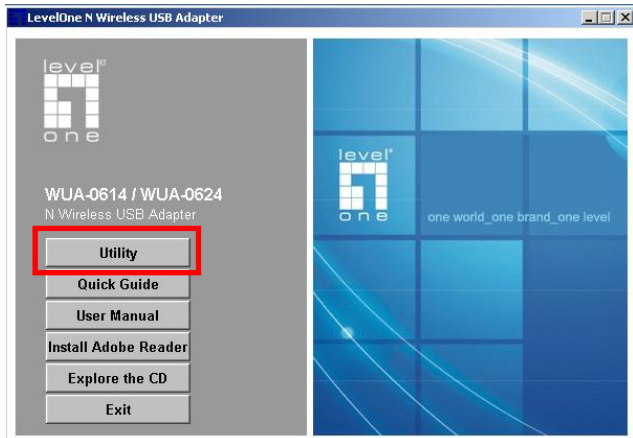 LevelOne N Wireless USB Adapter
level®
one
WUA-0614 / WUA-0624
N Wireless USB Adapter
Utility
Quick Guide
User Manual
Install Adobe Reader
Explore the CD
Exit
level®
one
one world_one brand_one level